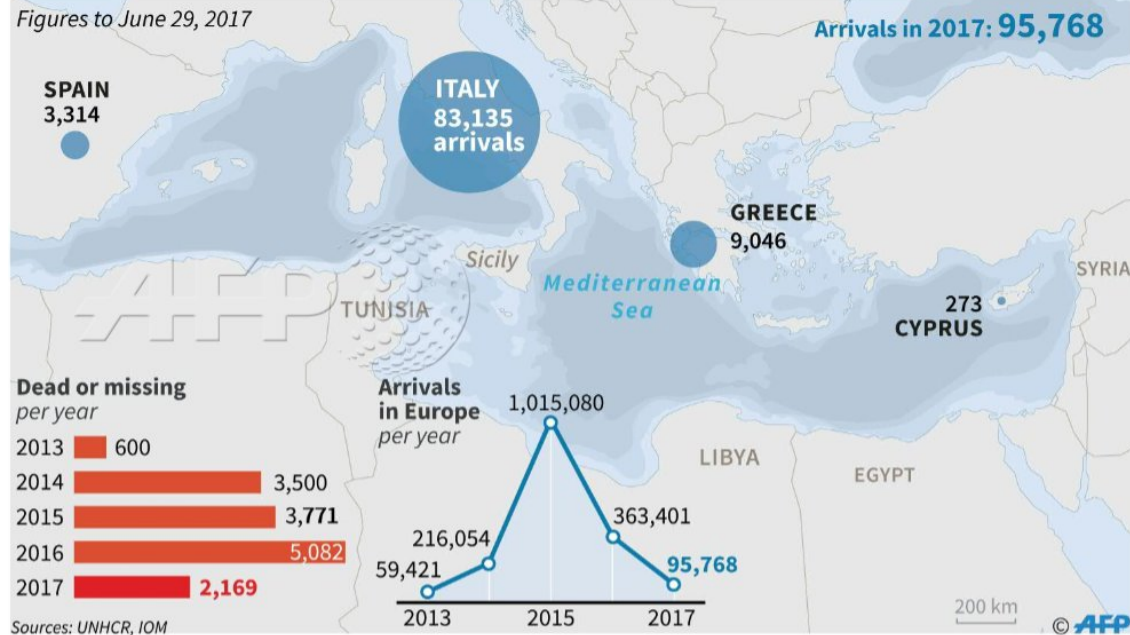 Figures to June 29, 2017
Arrivals in 2017: 95,768
SPAIN
3,314
ITALY
83,135
arrivals
GREECE
9,046
Sicily
Mediterranean
Sea
SYRIA
273
CYPRUS
AFP
TUNISIA
LIBYA
EGYPT
Dead or missing
per year
2013 600
2014 3,500
2015 3,771
2016 5,082
2017 2,169
Arrivals
in Europe
per year
1,015,080
363,401
216,054
59,421
95,768
2013 2015 2017
200 km
Sources: UNHCR, IOM
© AFP